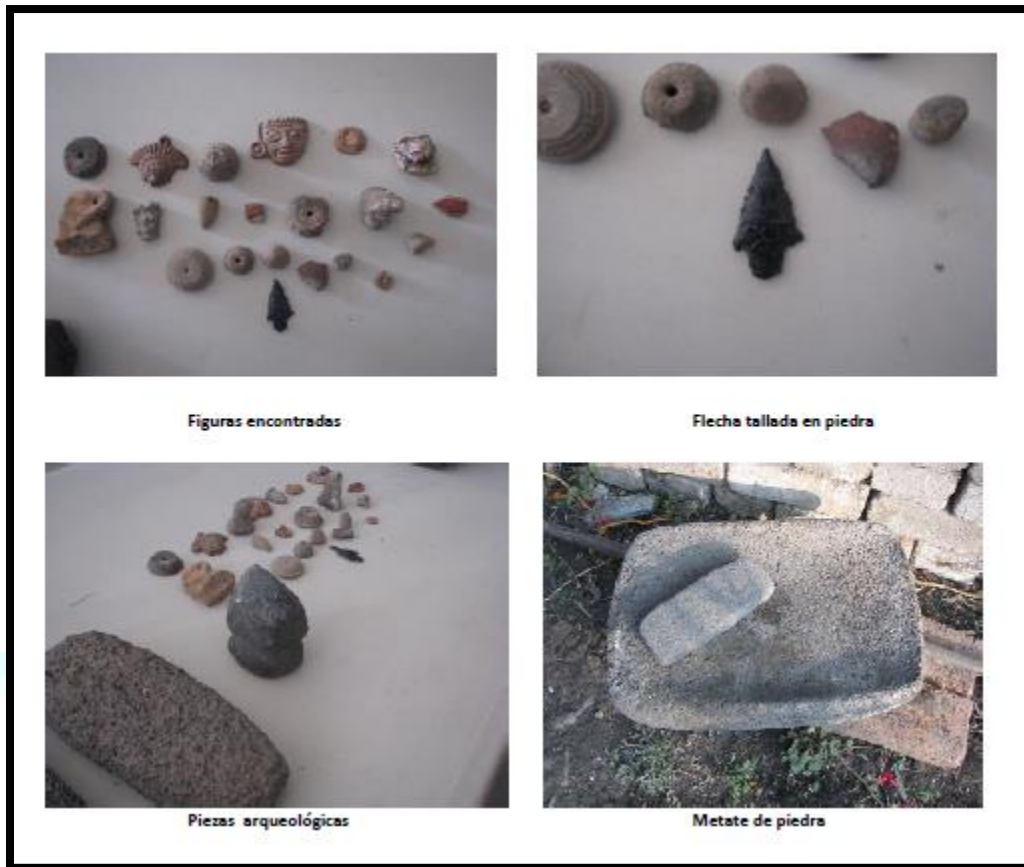 Figuras encontradas
Flecha tallada en piedra
Piezas arqueológicas
Metate de piedra